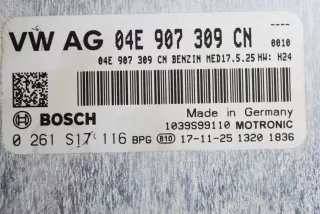 VW AG 04E 907 309 CN 0010
04E 907 309 CN BENZIN MED17.5.25 HW: H24
BOSCH
Made in Germany
1039S99110 MOTRONIC
0 261 S17 116 BPG 810 17-11-25 1320 1836